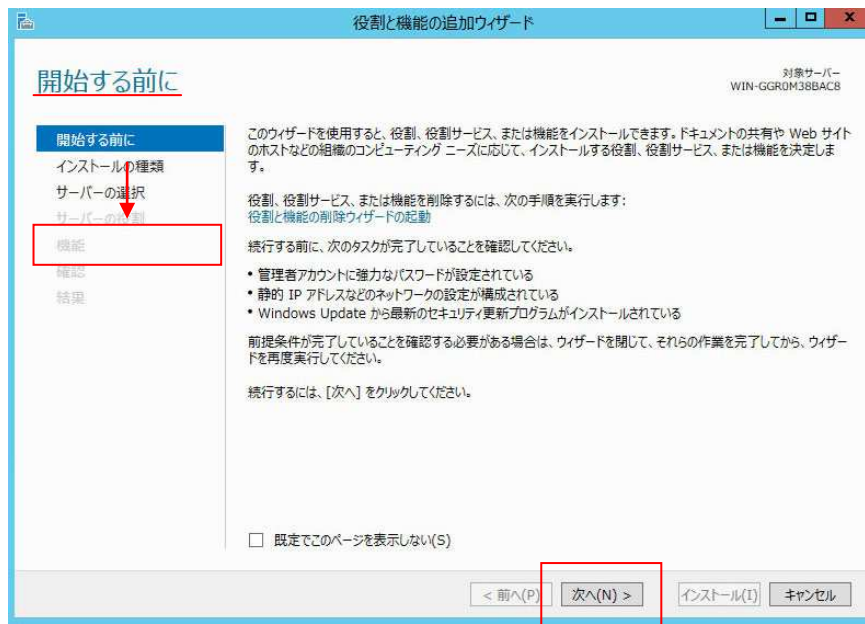 役割と機能の追加ウィザード
開始する前に
対象サーバー
WIN-GGR0M38BAC8
開始する前に
インストールの種類
サーバーの選択
サーバーの役割
機能
確認
結果
このウィザードを使用すると、役割、役割サービス、または機能をインストールできます。ドキュメントの共有や Web サイト
のホストなどの組織のコンピューティング ニーズに応じて、インストールする役割、役割サービス、または機能を決定しま
す。
役割、役割サービス、または機能を削除するには、次の手順を実行します:
役割と機能の削除ウィザードの起動
続行する前に、次のタスクが完了していることを確認してください。
• 管理者アカウントに強力なパスワードが設定されている
• 静的 IP アドレスなどのネットワークの設定が構成されている
• Windows Update から最新のセキュリティ更新プログラムがインストールされている
前提条件が完了していることを確認する必要がある場合は、ウィザードを閉じて、それらの作業を完了してから、ウィザー
ドを再度実行してください。
続行するには、[次へ] をクリックしてください。
既定でこのページを表示しない(S)
< 前へ(P)
次へ(N) >
インストール(I)
キャンセル